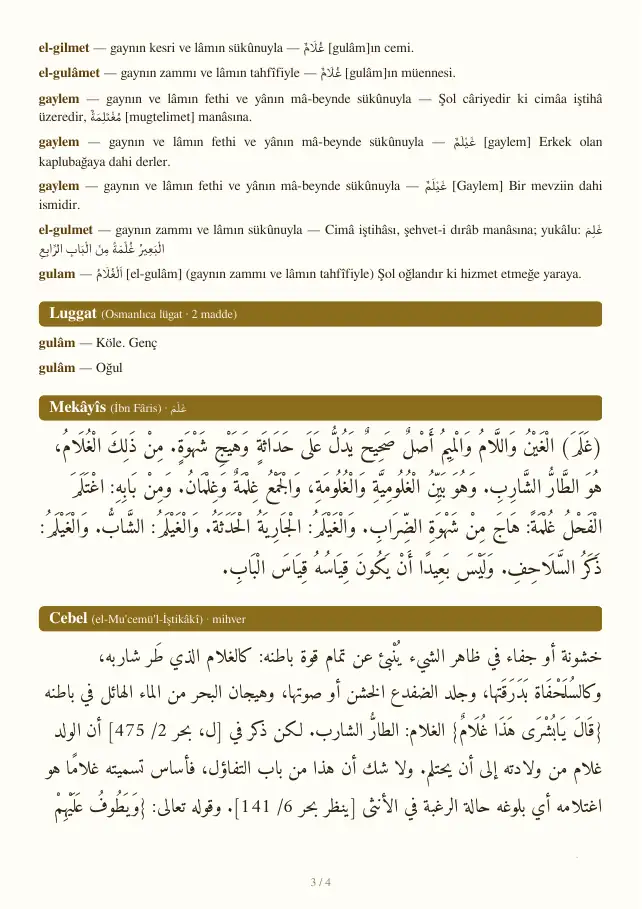 el-gilmet — gaynın kesri ve lâmın sükûnuyla — غُلَامٌ [gulâm]ın cemi.
el-gulâmet — gaynın zammı ve lâmın tahfîfiyle — غُلَامٌ [gulâm]ın müennesi.
gaylem — gaynın ve lâmın fethi ve yânın mâ-beynde sükûnuyla — Şol câriyedir ki cimâa iştihâ
üzeredir, مُغْتَلِمَةٌ [mugtelimet] manâsına.
gaylem — gaynın ve lâmın fethi ve yânın mâ-beynde sükûnuyla — غَيْلَمٌ [gaylem] Erkek olan
kaplubağaya dahi derler.
gaylem — gaynın ve lâmın fethi ve yânın mâ-beynde sükûnuyla — غَيْلَمٌ [Gaylem] Bir mevziin dahi
ismidir.
el-gulmet — gaynın zammı ve lâmın sükûnuyla — Cimâ iştihâsı, şehvet-i dırâb manâsına; yukâlu: غَلِمَ
الْبَعِيرُ غُلْمَةً مِنَ الْبَابِ الرَّابِعِ
gulam — اَلْغُلَامُ [el-gulâm] (gaynın zammı ve lâmın tahfîfiyle) Şol oğlandır ki hizmet etmeğe yaraya.
Luggat (Osmanlıca lügat · 2 madde)
gulâm — Köle. Genç
gulâm — Oğul
Mekâyîs (İbn Fâris) · غَلَمَ
(غَلَمَ) الْغَيْنُ وَاللَّامُ وَالْمِيمُ أَصْلٌ صَحِيحٌ يَدُلُّ عَلَى حَدَاثَةٍ وَهَيْجِ شَهْوَةٍ. مِنْ ذَلِكَ الْغُلَامُ،
هُوَ الطَّارُّ الشَّارِبِ. وَهُوَ بَيِّنُ الْغُلُومِيَّةِ وَالْغُلُومَةِ، وَالْجَمْعُ غِلْمَةٌ وَغِلْمَانٌ. وَمِنْ بَابِهِ: اغْتَلَمَ
الْفَحْلُ غُلْمَةً: هَاجَ مِنْ شَهْوَةِ الضِّرَابِ. وَالْغَيْلَمُ: الْجَارِيَةُ الْحَدَثَةُ. وَالْغَيْلَمُ: الشَّابُّ. وَالْغَيْلَمُ:
ذَكَرُ السَّلَاحِفِ. وَلَيْسَ بَعِيدًا أَنْ يَكُونَ قِيَاسُهُ قِيَاسَ الْبَابِ.
Cebel (el-Mu'cemü'l-İştikâkî) · mihver
خشونة أو جفاء في ظاهر الشيء يُنْبِئ عن تمام قوة باطنه: كالغلام الذي طَر شاربه،
وكالسُلَحْفَاة بَدَرَقَتها، وجلد الضفدع الخشن أو صوتها، وهيجان البحر من الماء الهائل في باطنه
{قَالَ يَابُشْرَى هَذَا غُلَامٌ} الغلام: الطارُّ الشارب. لكن ذكر في [ل، بحر 2/ 475] أن الولد
غلام من ولادته إلى أن يحتلم. ولا شك أن هذا من باب التفاؤل، فأساس تسميته غلامًا هو
اغتلامه أي بلوغه حالة الرغبة في الأنثى [ينظر بحر 6/ 141]. وقوله تعالى: {وَيَطُوفُ عَلَيْهِمْ
3 / 4